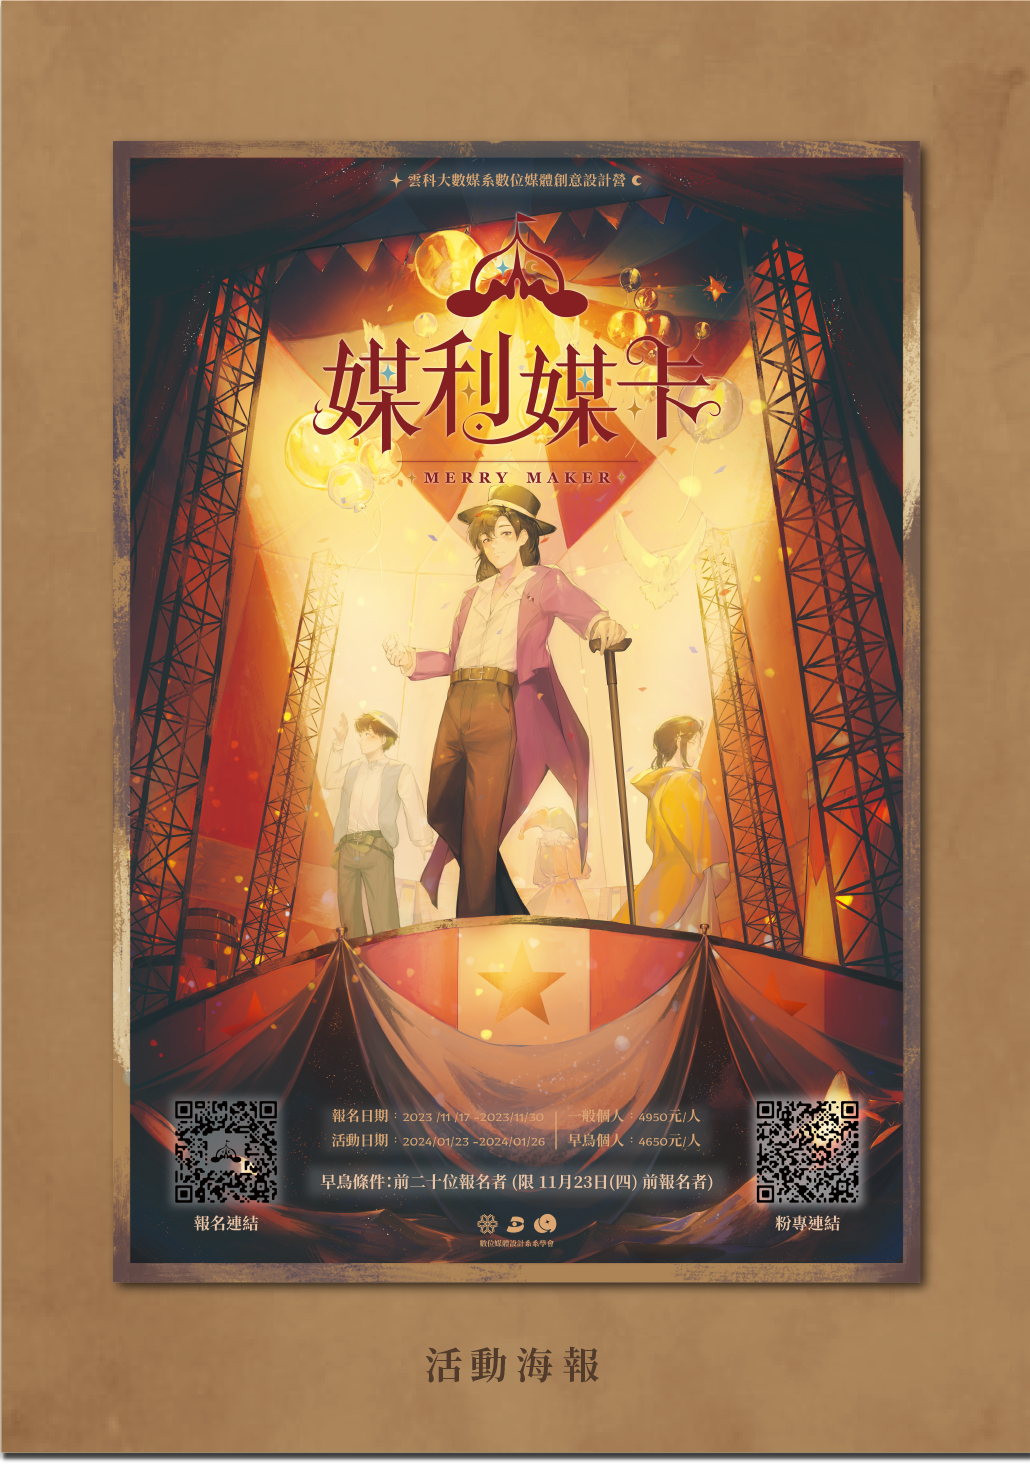 雲科大數媒系數位媒體創意設計營
媒利媒卡
MERRY MAKER
報名日期：2023 /11 /17 -2023/11/30
一般個人：4950元/人
活動日期：2024/01/23 -2024/01/26
早鳥個人：4650元/人
早鳥條件：前二十位報名者 (限 11月23日(四) 前報名者)
報名連結
粉專連結
數位媒體設計系系學會
活動海報